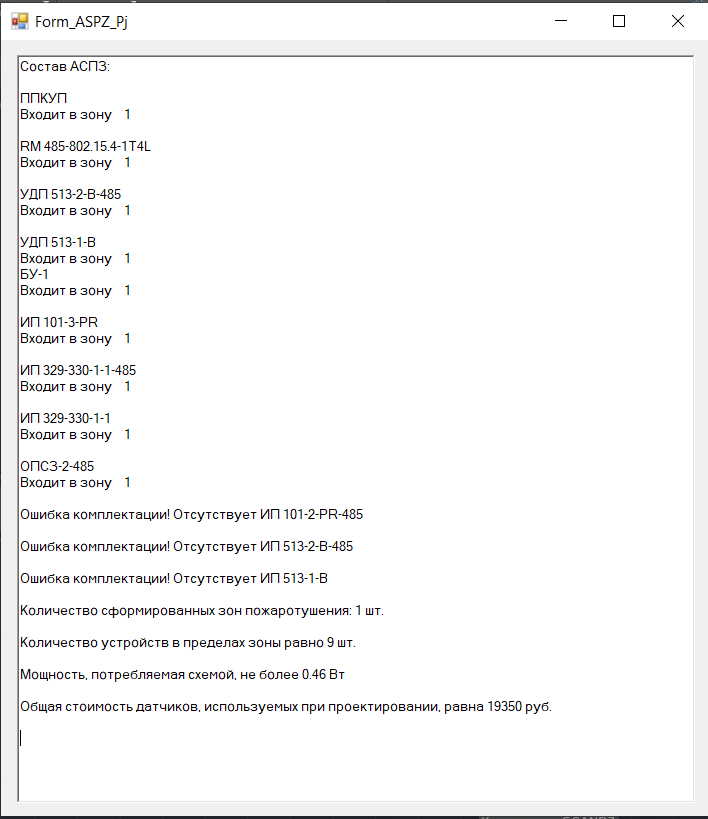 Form_ASPZ_Pj
Состав АСПЗ:
ППКУП
Входит в зону 1
RM 485-802.15.4-1T4L
Входит в зону 1
УДП 513-2-В-485
Входит в зону 1
УДП 513-1-В
Входит в зону 1
БУ-1
Входит в зону 1
ИП 101-3-PR
Входит в зону 1
ИП 329-330-1-1-485
Входит в зону 1
ИП 329-330-1-1
Входит в зону 1
ОПСЗ-2-485
Входит в зону 1
Ошибка комплектации! Отсутствует ИП 101-2-PR-485
Ошибка комплектации! Отсутствует ИП 513-2-В-485
Ошибка комплектации! Отсутствует ИП 513-1-В
Количество сформированных зон пожаротушения: 1 шт.
Количество устройств в пределах зоны равно 9 шт.
Мощность, потребляемая схемой, не более 0.46 Вт
Общая стоимость датчиков, используемых при проектировании, равна 19350 руб.